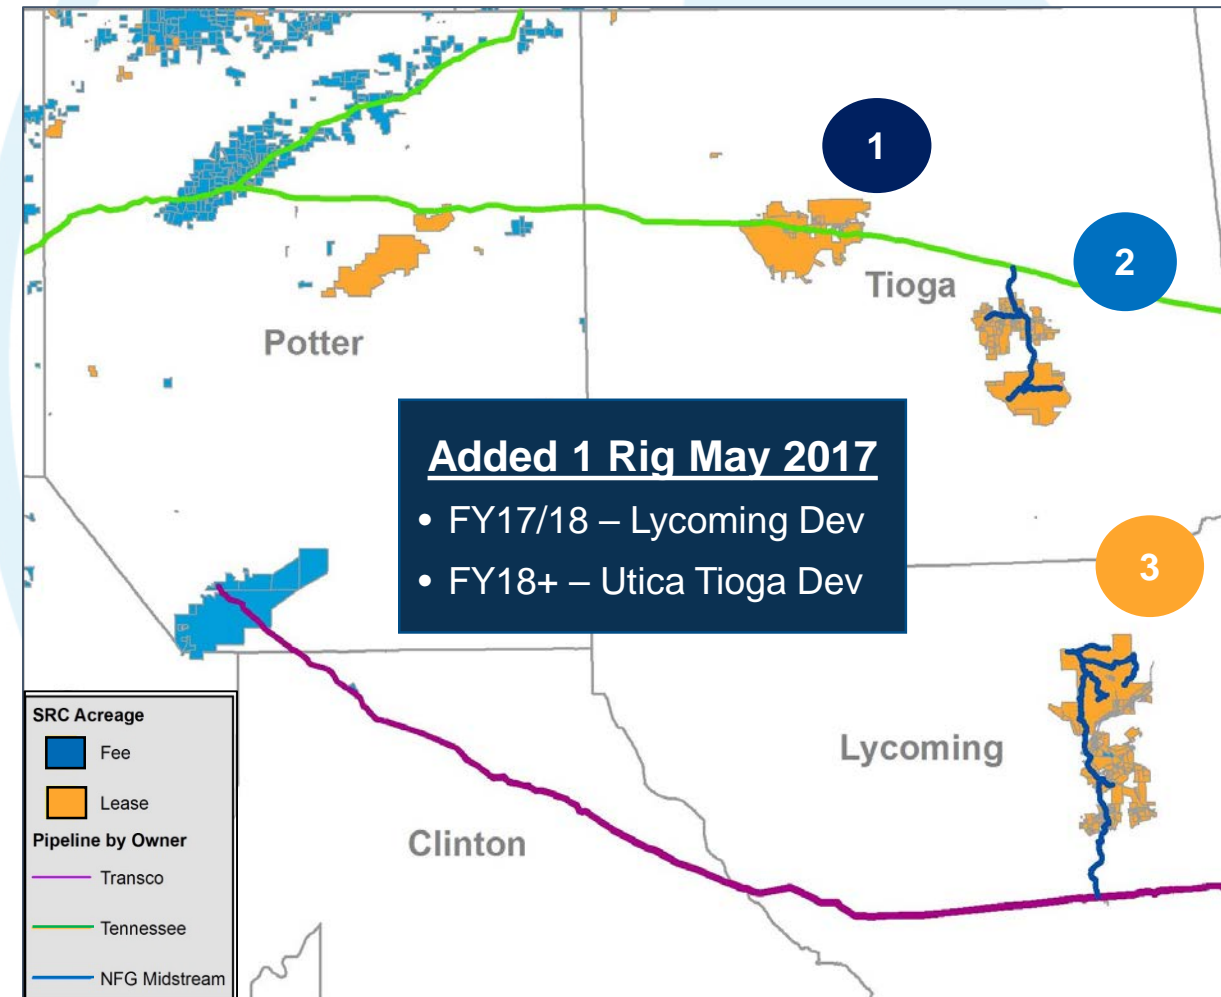 1
2
Tioga
Potter
Added 1 Rig May 2017
• FY17/18 – Lycoming Dev
• FY18+ – Utica Tioga Dev
3
SRC Acreage
Fee
Lease
Pipeline by Owner
Transco
Tennessee
NFG Midstream
Lycoming
Clinton